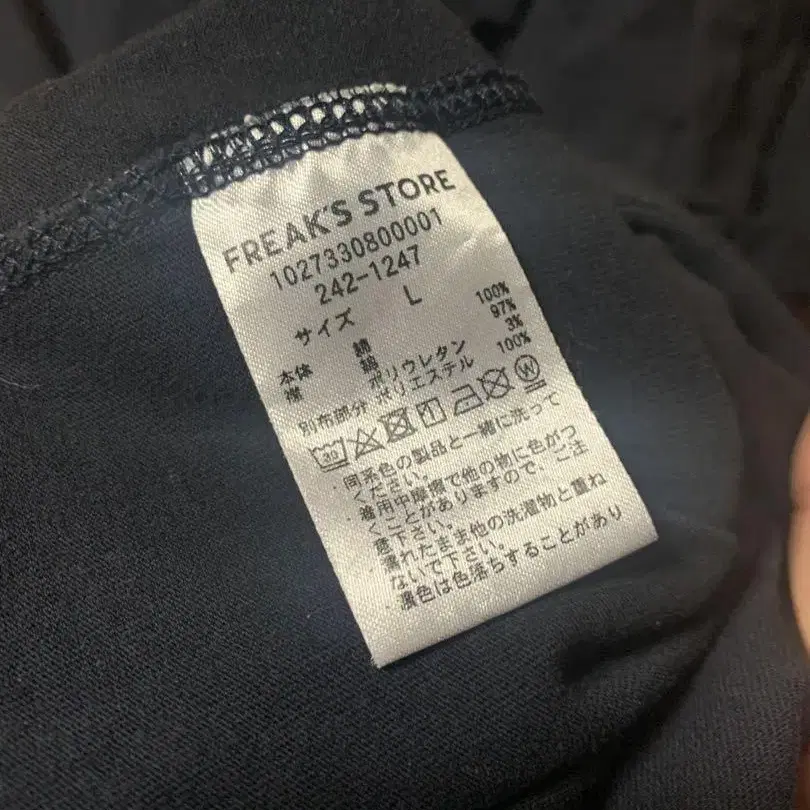 FREAK'S STORE
1027330800001
242-1247
サイズ L
本体 綿 100%
襟 綿 97%
ポリウレタン 3%
別布部分 ポリエステル 100%
30 W
・同系色の製品と一緒に洗って
ください。
・着用中摩擦で他の物に色がつ
くことがありますので、ご注
意下さい。
・濡れたまま他の洗濯物と重ね
ないで下さい。
・濃色は色落ちすることがあり